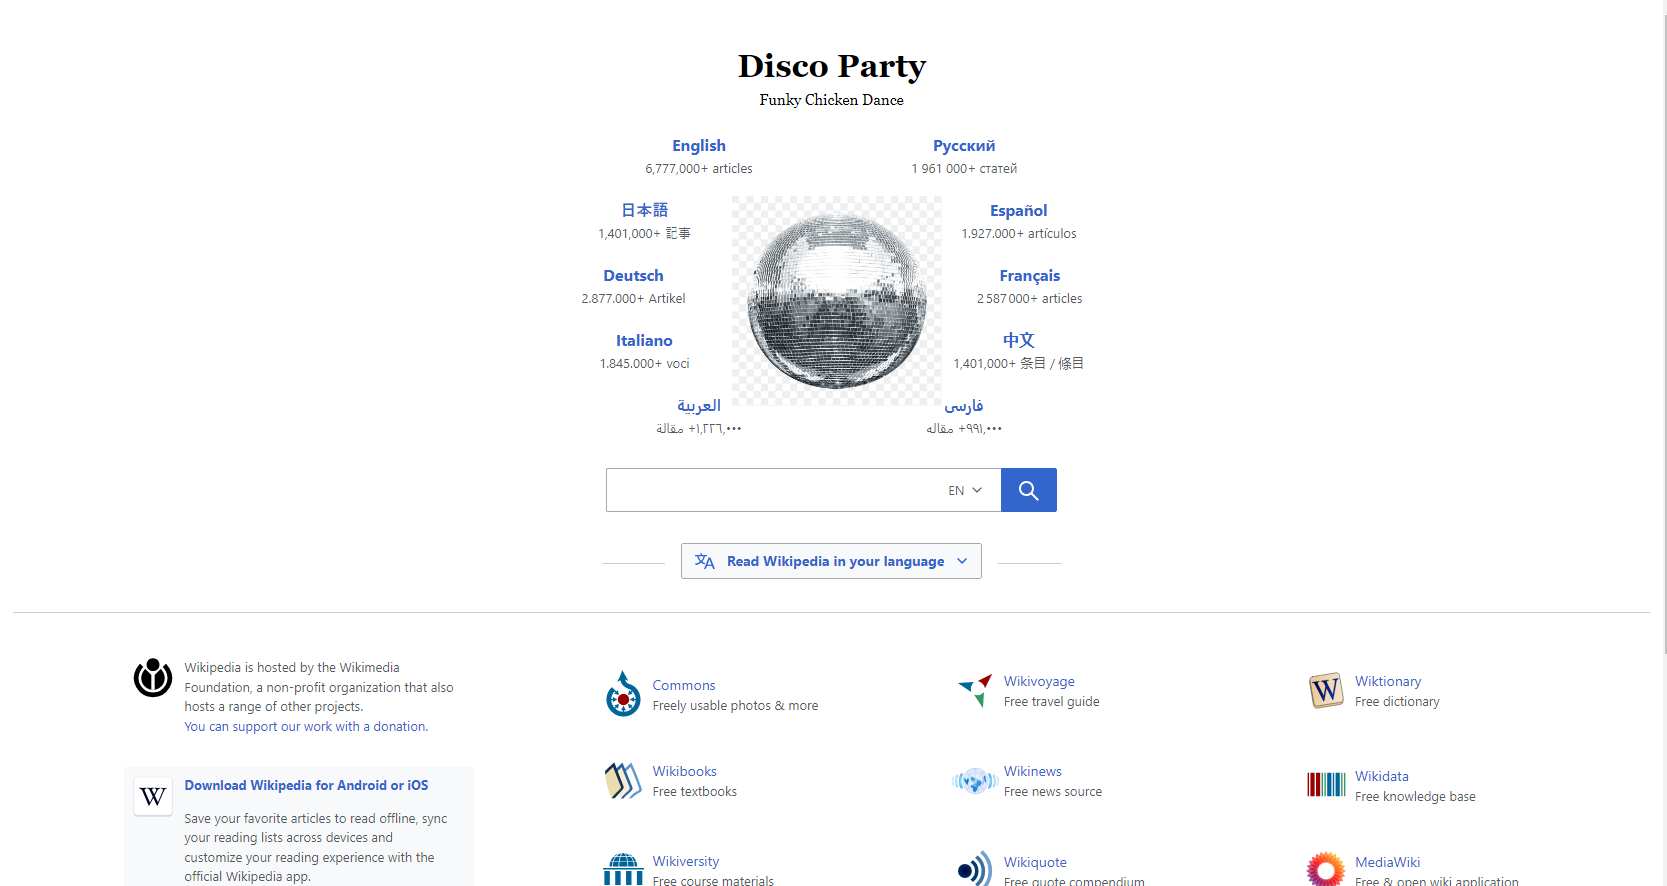 Disco Party
Funky Chicken Dance
English
6,777,000+ articles
Русский
1 961 000+ статей
日本語
1,401,000+ 記事
Español
1.927.000+ artículos
Deutsch
2.877.000+ Artikel
Français
2 587 000+ articles
Italiano
1.845.000+ voci
中文
1,401,000+ 条目 / 條目
العربية
١٬٢٢٦٬٠٠٠+ مقالة
فارسی
۹۹۱٬۰۰۰+ مقاله
EN
Read Wikipedia in your language
Wikipedia is hosted by the Wikimedia
Foundation, a non-profit organization that also
hosts a range of other projects.
You can support our work with a donation.
Download Wikipedia for Android or iOS
W
Save your favorite articles to read offline, sync
your reading lists across devices and
customize your reading experience with the
official Wikipedia app.
Commons
Freely usable photos & more
Wikivoyage
Free travel guide
W
Wiktionary
Free dictionary
Wikibooks
Free textbooks
Wikinews
Free news source
Wikidata
Free knowledge base
Wikiversity
Free course materials
Wikiquote
Free quote compendium
MediaWiki
Free & open wiki application